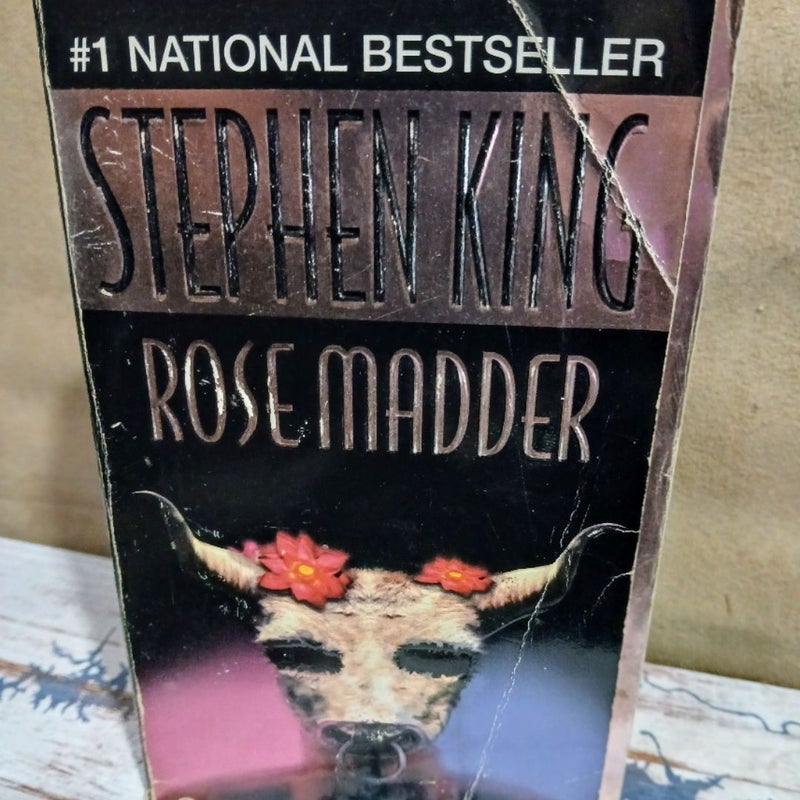 #1 NATIONAL BESTSELLER
STEPHEN KING
ROSE MADDER